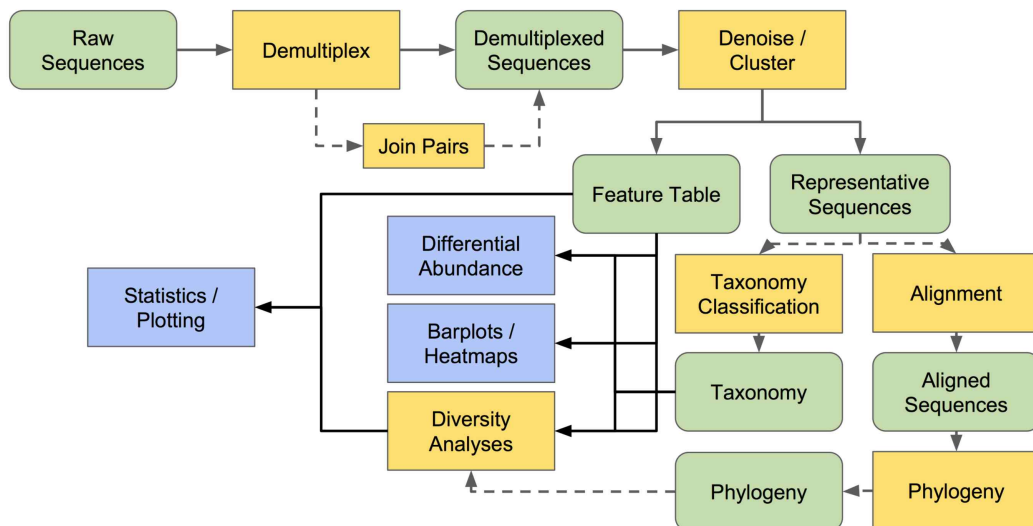 Raw
Sequences
Demultiplex
Demultiplexed
Sequences
Denoise /
Cluster
Join Pairs
Feature Table
Representative
Sequences
Differential
Abundance
Taxonomy
Classification
Alignment
Statistics /
Plotting
Barplots /
Heatmaps
Taxonomy
Aligned
Sequences
Diversity
Analyses
Phylogeny
Phylogeny